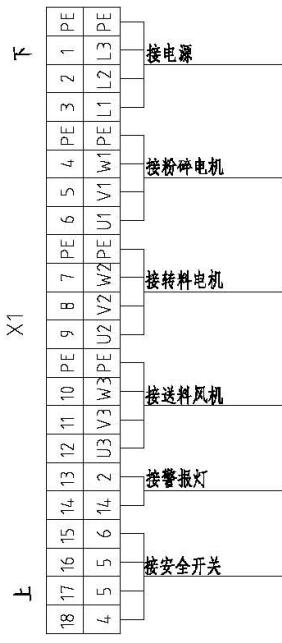 下
PE PE
1 L3
2 L2
3 L1
接电源
PE PE
4 W1
5 V1
6 U1
接粉碎电机
PE PE
7 W2
8 V2
9 U2
接转料电机
X1
PE PE
10 W3
11 V3
12 U3
接送料风机
13 2
14 14
接警报灯
15 6
16 5
17 5
18 4
接安全开关
上